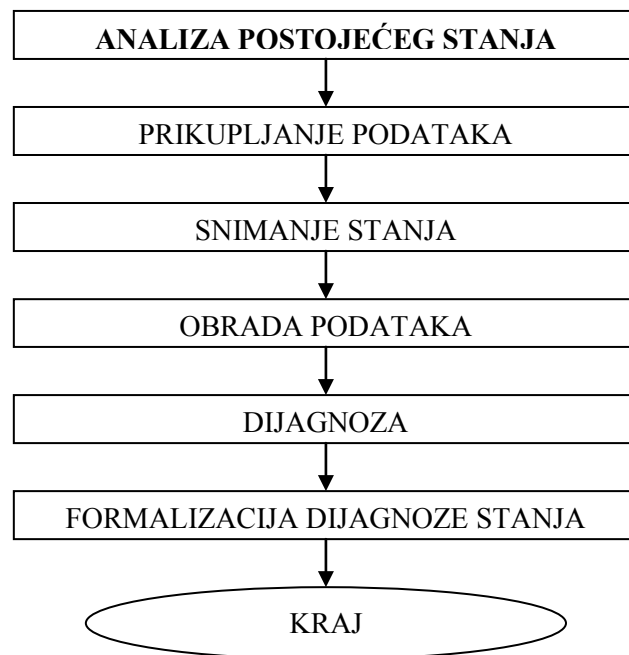 ANALIZA POSTOJEĆEG STANJA
PRIKUPLJANJE PODATAKA
SNIMANJE STANJA
OBRADA PODATAKA
DIJAGNOZA
FORMALIZACIJA DIJAGNOZE STANJA
KRAJ